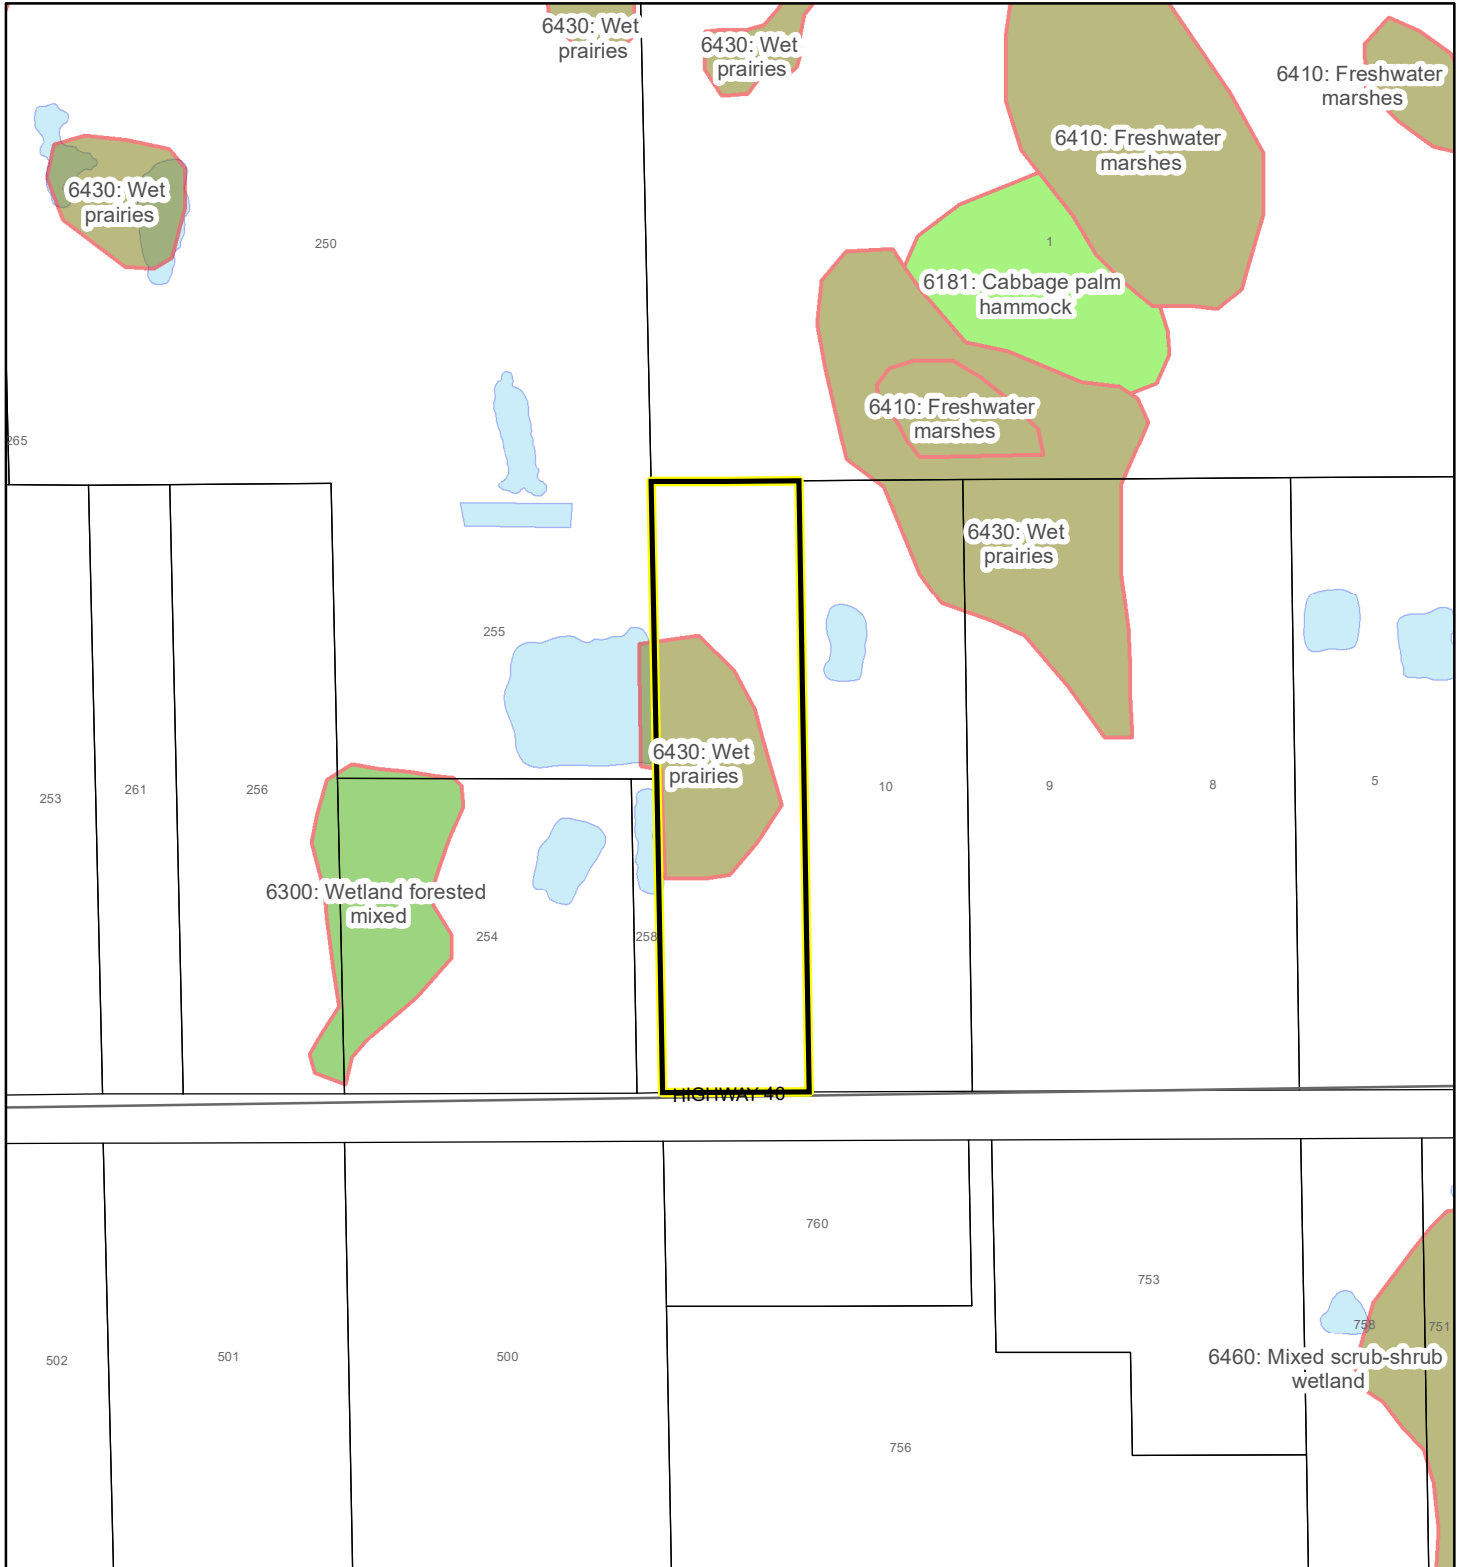 6430: Wet
prairies
6430: Wet
prairies
6410: Freshwater
marshes
6410: Freshwater
marshes
6430: Wet
prairies
250
1
6181: Cabbage palm
hammock
6410: Freshwater
marshes
265
6430: Wet
prairies
255
6430: Wet
prairies
253
261
256
10
9
8
5
6300: Wetland forested
mixed
254
258
HIGHWAY 46
760
753
758
751
6460: Mixed scrub-shrub
wetland
502
501
500
756